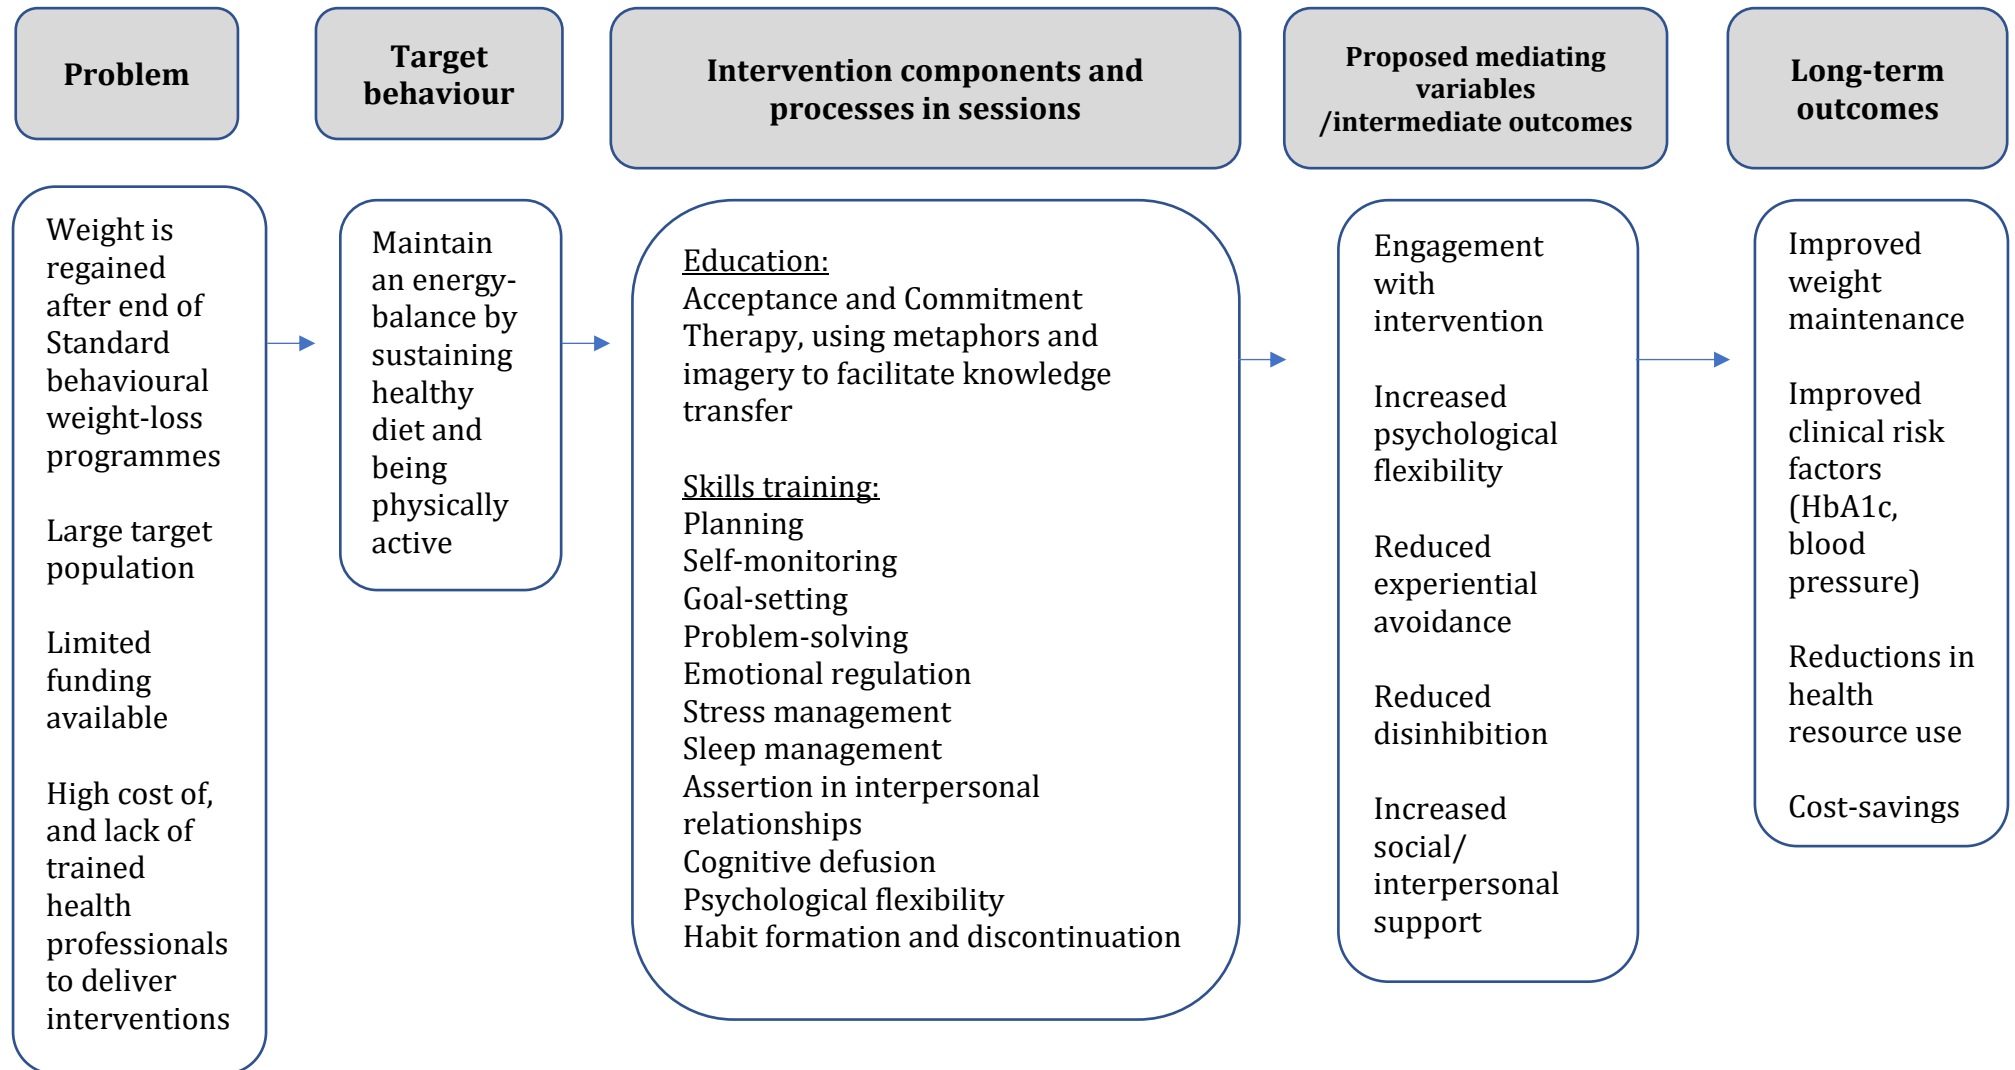 Problem
Target
behaviour
Intervention components and
processes in sessions
Proposed mediating
variables
/intermediate outcomes
Long-term
outcomes
Weight is
regained
after end of
Standard
behavioural
weight-loss
programmes
Large target
population
Limited
funding
available
High cost of,
and lack of
trained
health
professionals
to deliver
interventions
Maintain
an energy-
balance by
sustaining
healthy
diet and
being
physically
active
Education:
Acceptance and Commitment
Therapy, using metaphors and
imagery to facilitate knowledge
transfer
Skills training:
Planning
Self-monitoring
Goal-setting
Problem-solving
Emotional regulation
Stress management
Sleep management
Assertion in interpersonal
relationships
Cognitive defusion
Psychological flexibility
Habit formation and discontinuation
Engagement
with
intervention
Increased
psychological
flexibility
Reduced
experiential
avoidance
Reduced
disinhibition
Increased
social/
interpersonal
support
Improved
weight
maintenance
Improved
clinical risk
factors
(HbA1c,
blood
pressure)
Reductions in
health
resource use
Cost-savings